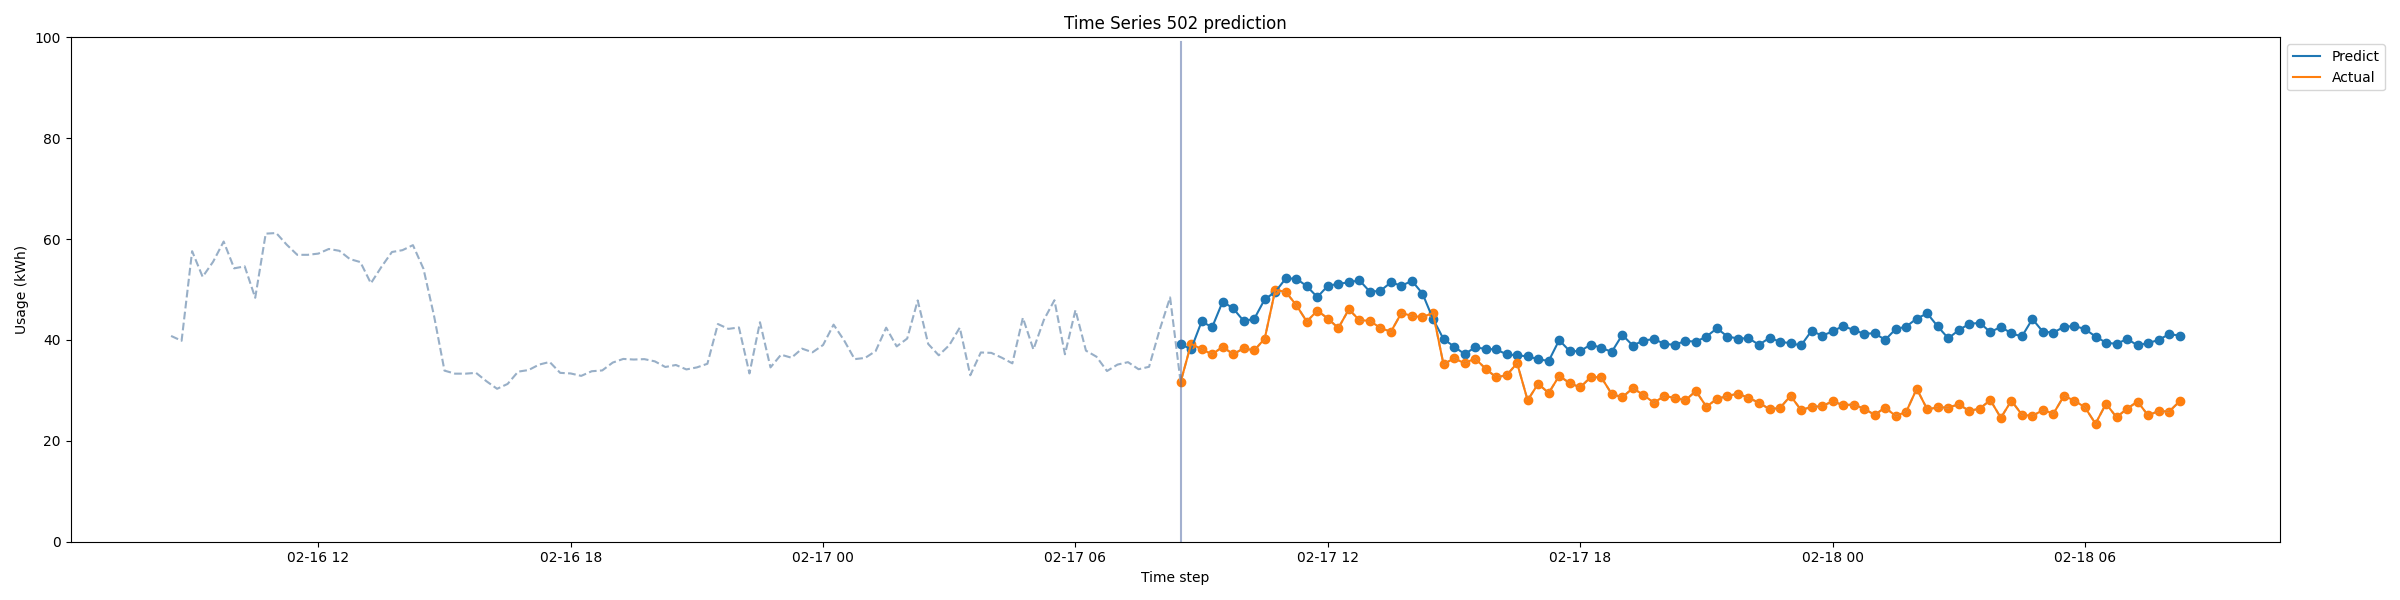 Time Series 502 prediction
100
80
60
40
20
0
Usage (kWh)
02-16 12
02-16 18
02-17 00
02-17 06
02-17 12
02-17 18
02-18 00
02-18 06
Time step
Predict
Actual